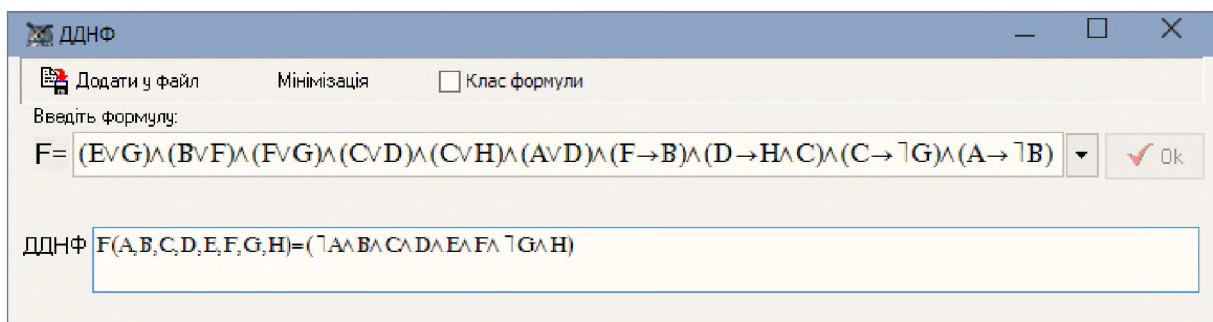 ДДНФ
Додати у файл Мінімізація Клас формули
Введіть формулу:
F= (E∨G)∧(B∨F)∧(F∨G)∧(C∨D)∧(C∨H)∧(A∨D)∧(F→B)∧(D→H∧C)∧(C→˥G)∧(A→˥B) Ok
ДДНФ F(A,B,C,D,E,F,G,H)=(˥A∧B∧C∧D∧E∧F∧˥G∧H)